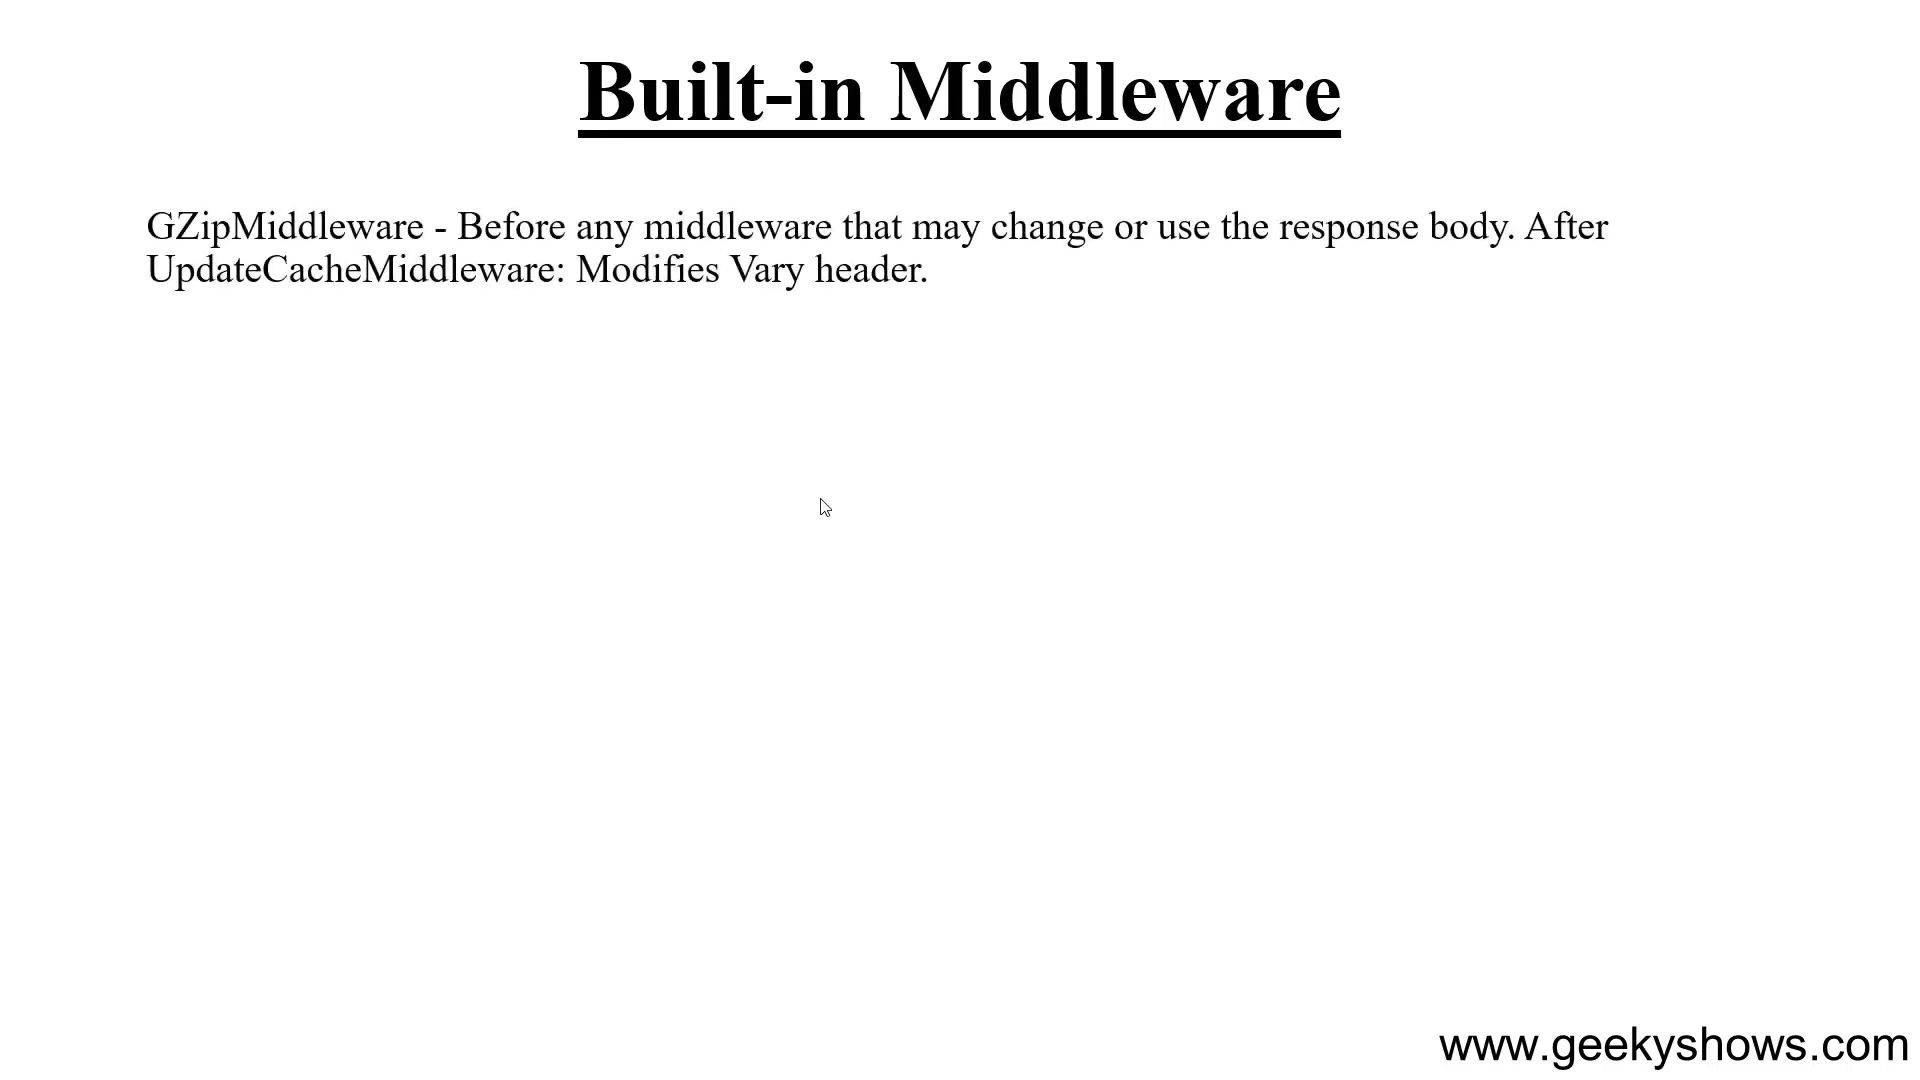 Built-in Middleware
GZipMiddleware - Before any middleware that may change or use the response body. After
UpdateCacheMiddleware: Modifies Vary header.
www.geekyshows.com